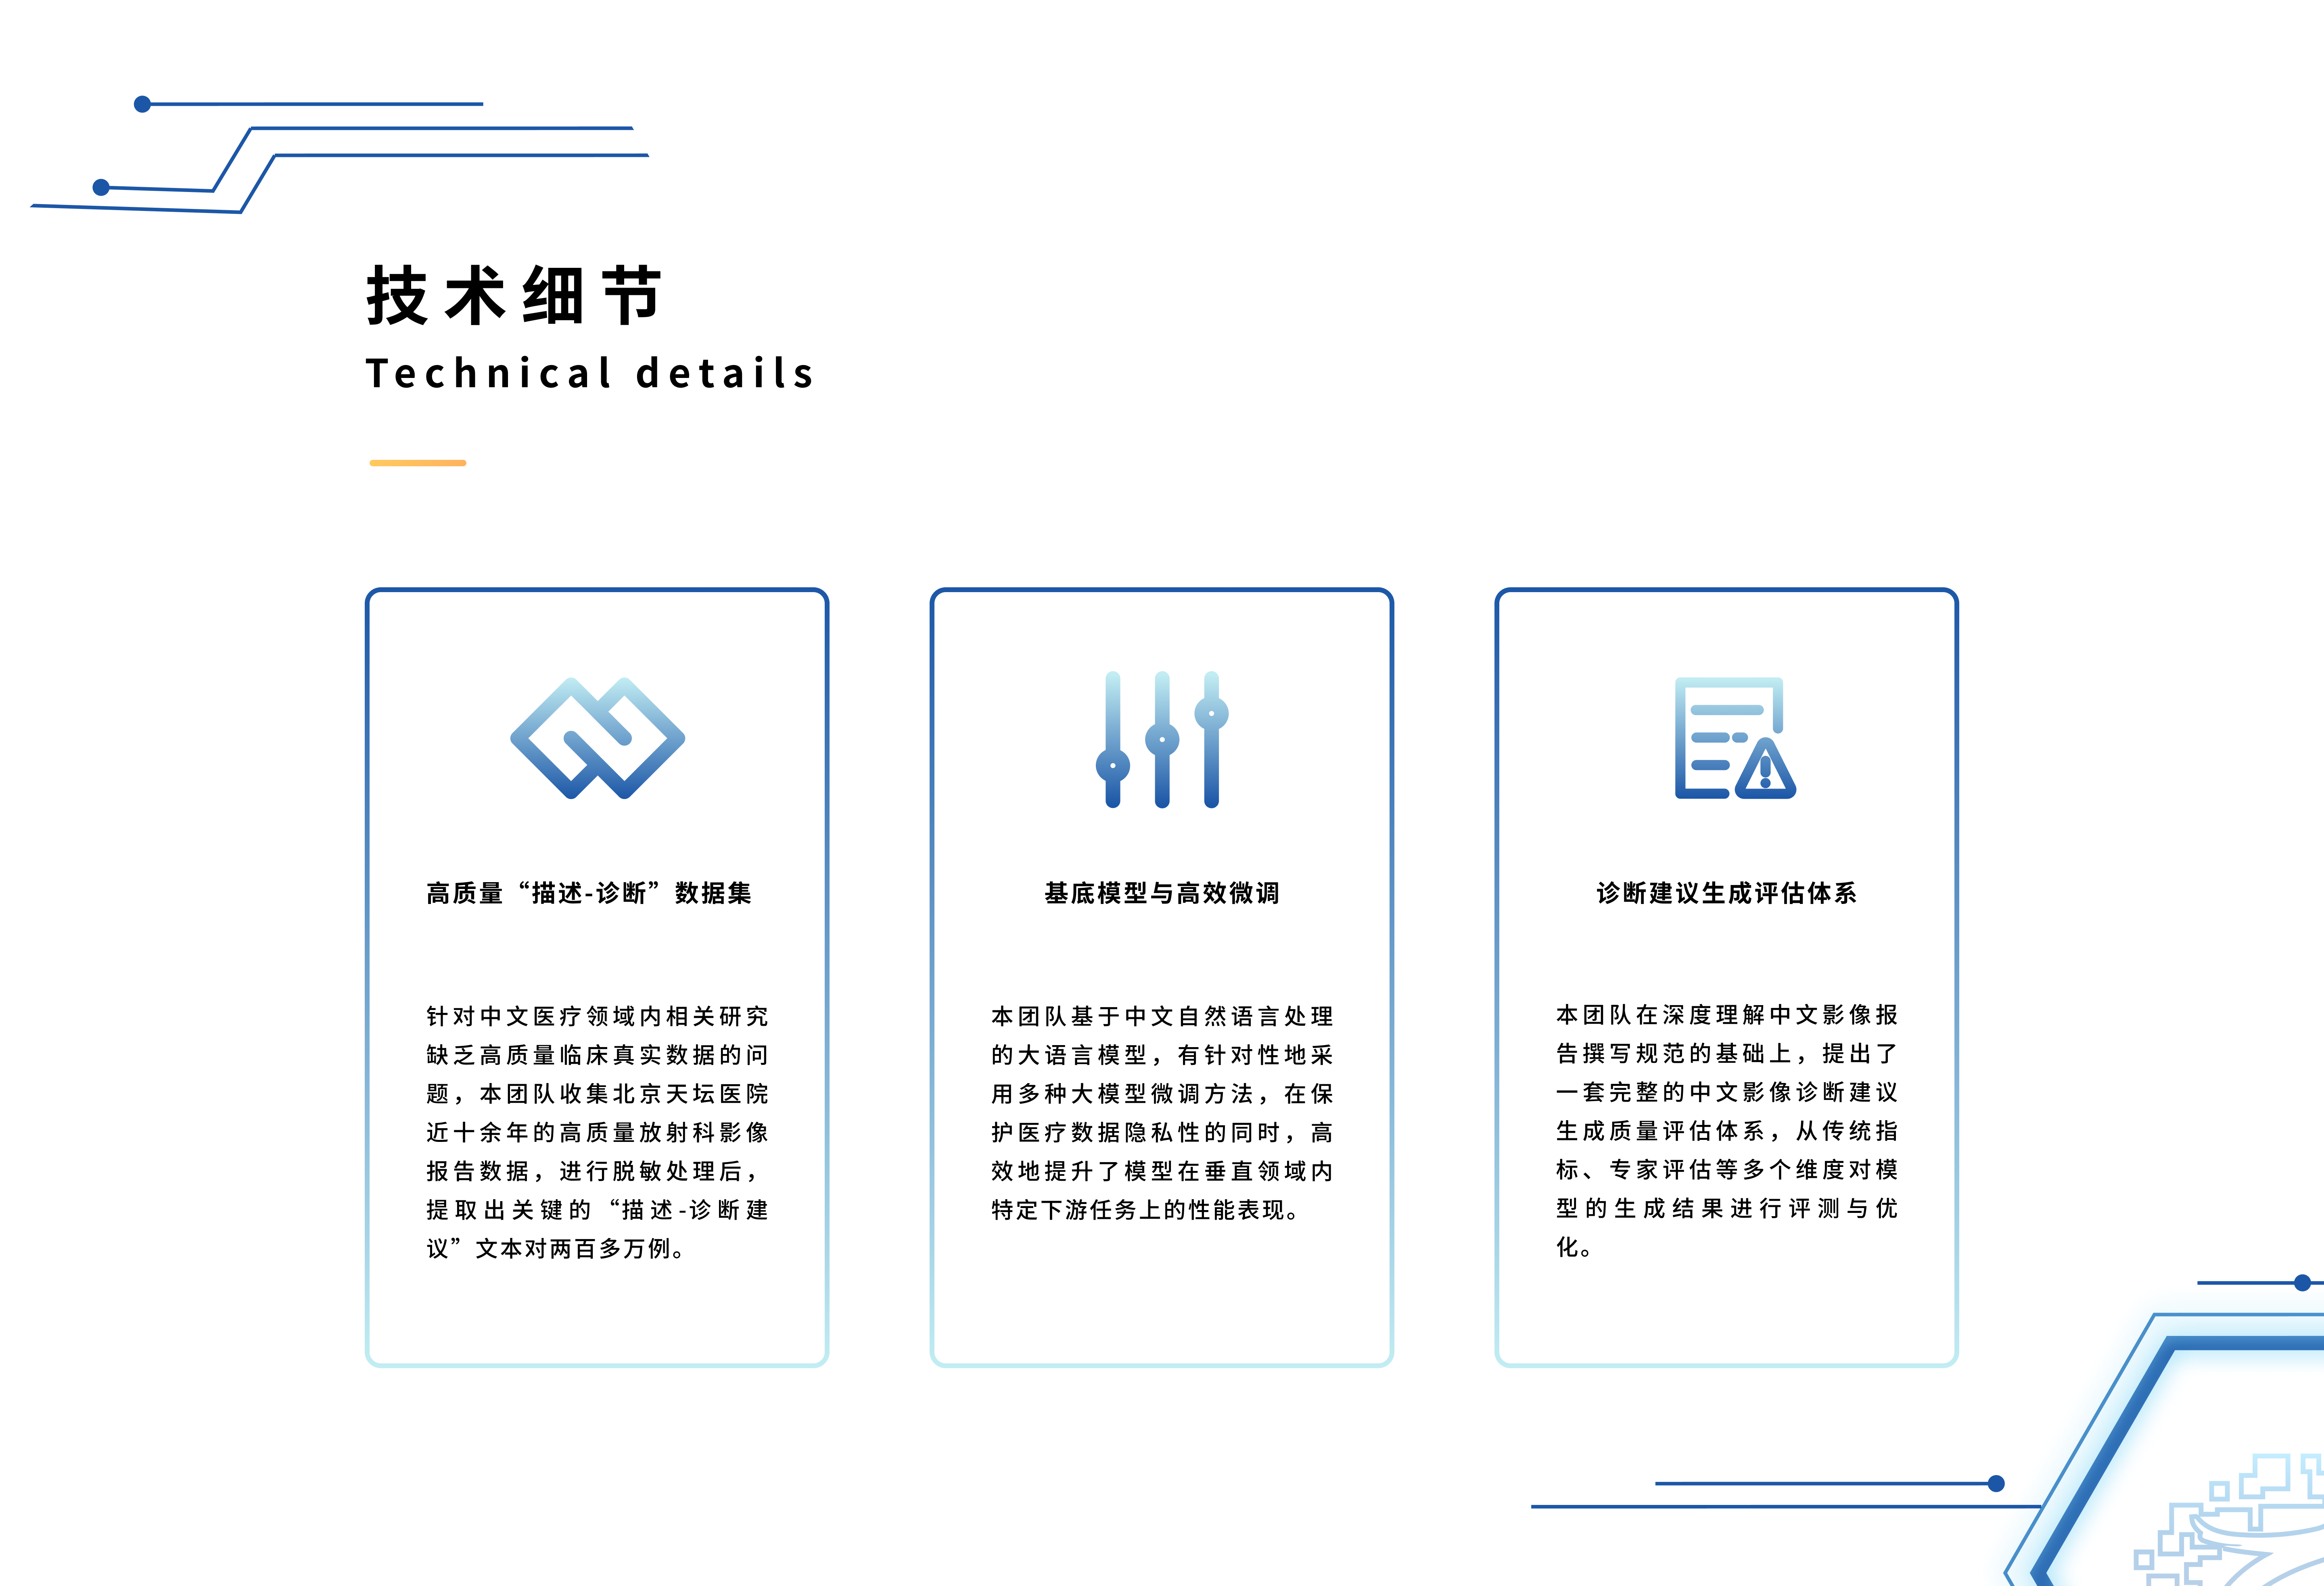 技术细节
Technical details
高质量“描述-诊断”数据集
针对中文医疗领域内相关研究
缺乏高质量临床真实数据的问
题，本团队收集北京天坛医院
近十余年的高质量放射科影像
报告数据，进行脱敏处理后，
提取出关键的“描述-诊断建
议”文本对两百多万例。
基底模型与高效微调
本团队基于中文自然语言处理
的大语言模型，有针对性地采
用多种大模型微调方法，在保
护医疗数据隐私性的同时，高
效地提升了模型在垂直领域内
特定下游任务上的性能表现。
诊断建议生成评估体系
本团队在深度理解中文影像报
告撰写规范的基础上，提出了
一套完整的中文影像诊断建议
生成质量评估体系，从传统指
标、专家评估等多个维度对模
型的生成结果进行评测与优
化。